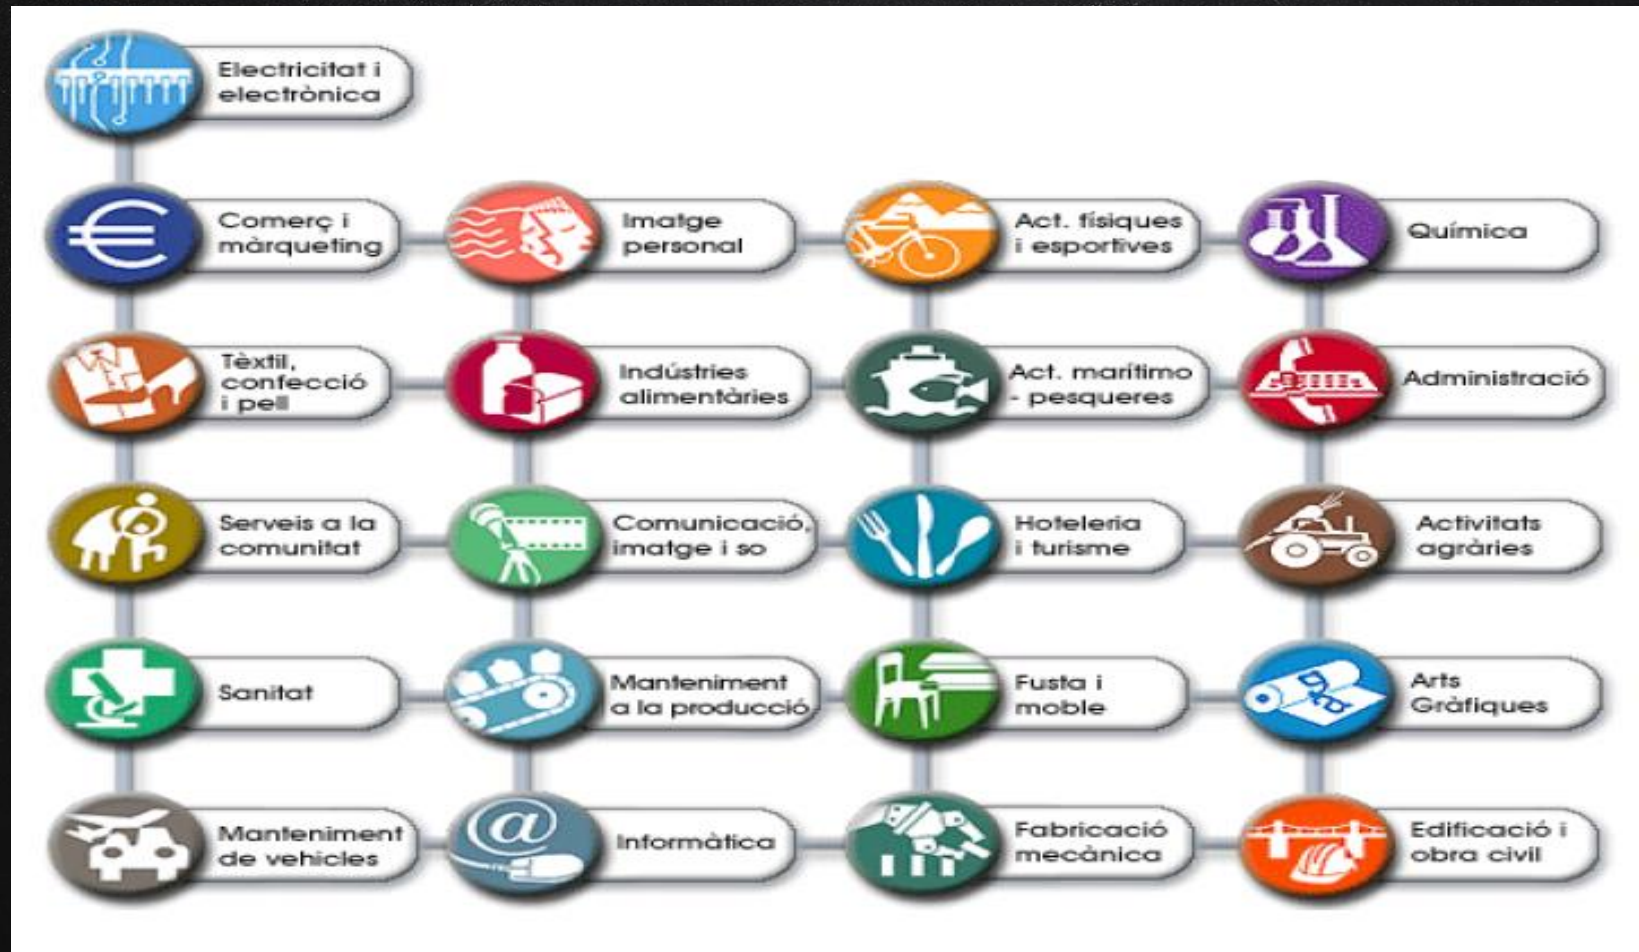 Electricitat i
electrònica
Comerç i
màrqueting
Imatge
personal
Act. físiques
i esportives
Química
Tèxtil,
confecció
i pell
Indústries
alimentàries
Act. marítimo
- pesqueres
Administració
Serveis a la
comunitat
Comunicació,
imatge i so
Hoteleria
i turisme
Activitats
agràries
Sanitat
Manteniment
a la producció
Fusta i
moble
Arts
Gràfiques
Manteniment
de vehicles
@
Informàtica
Fabricació
mecànica
Edificació i
obra civil